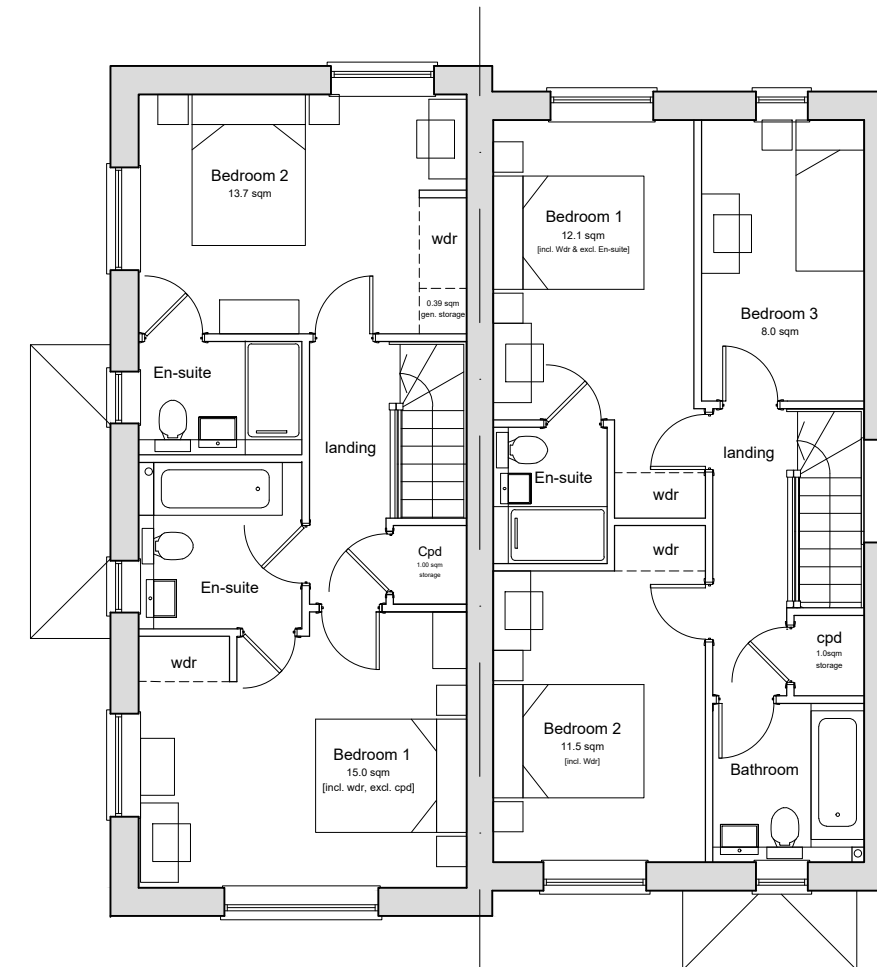 Bedroom 2
13.7 sqm
wdr
0.39 sqm
gen. storage
En-suite
landing
Cpd
1.00 sqm
storage
En-suite
wdr
Bedroom 1
15.0 sqm
[incl. wdr, excl. cpd]
Bedroom 1
12.1 sqm
[incl. Wdr & excl. En-suite]
Bedroom 3
8.0 sqm
En-suite
landing
wdr
wdr
cpd
1.0sqm
storage
Bedroom 2
11.5 sqm
[incl. Wdr]
Bathroom